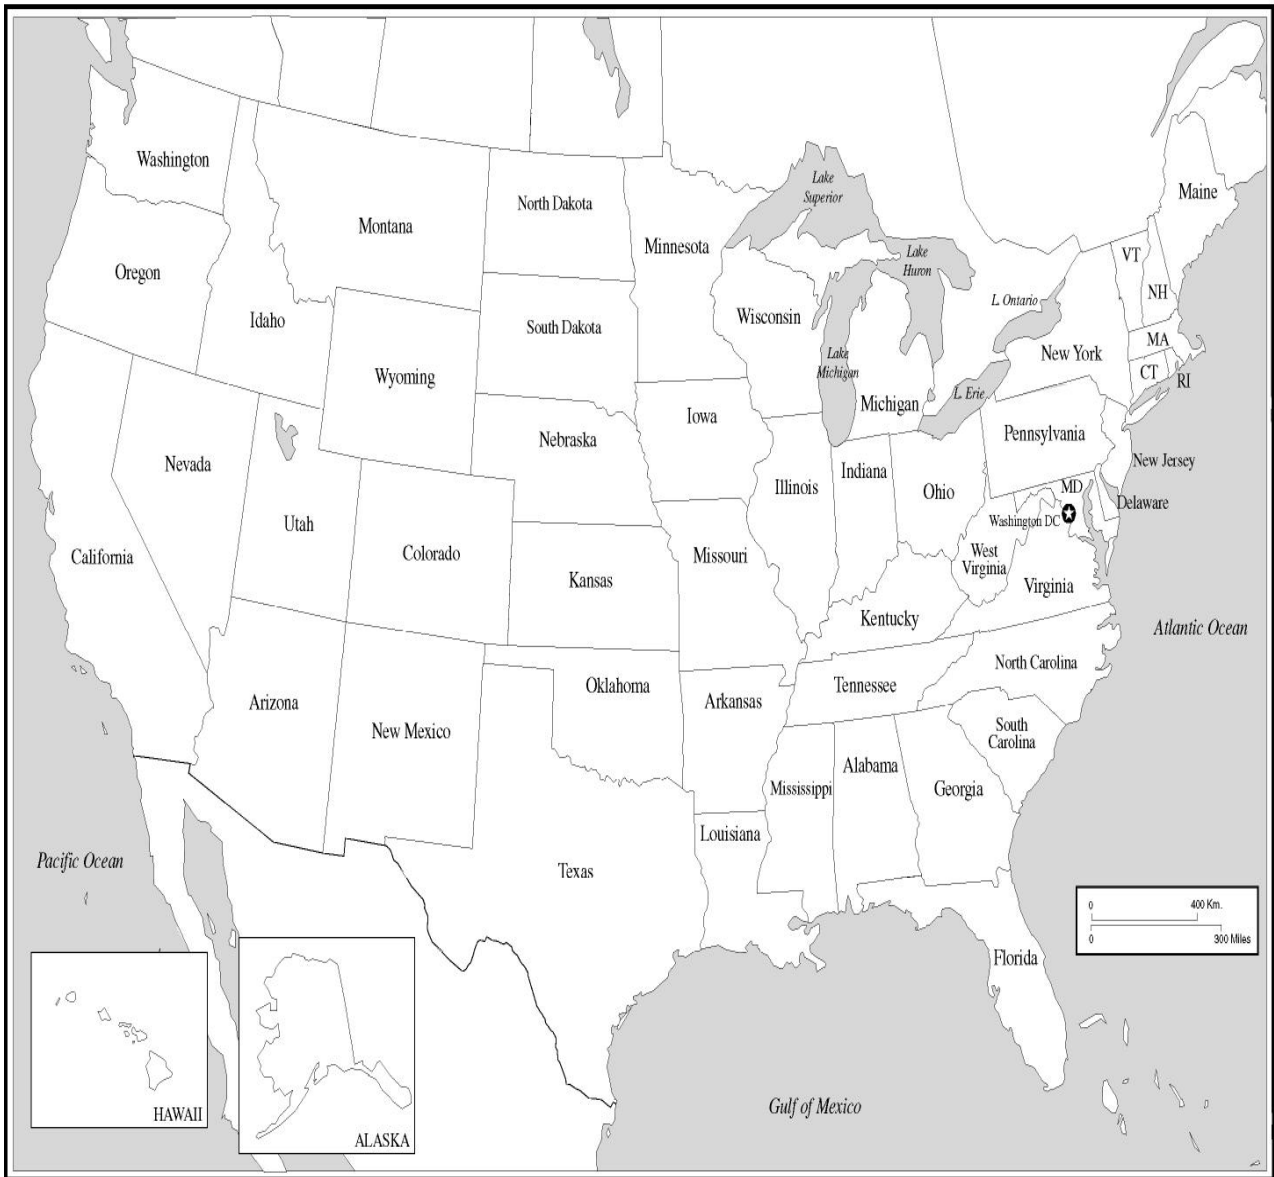 Washington
Montana
North Dakota
Minnesota
Lake
Superior
Maine
Oregon
Idaho
Wyoming
South Dakota
Wisconsin
Lake
Huron
L. Ontario
VT
NH
MA
CT
RI
New York
Lake
Michigan
Michigan
L. Erie
Nevada
Utah
Nebraska
Iowa
Illinois
Indiana
Ohio
Pennsylvania
New Jersey
MD
Delaware
Washington DC
California
Colorado
Kansas
Missouri
West
Virginia
Virginia
Kentucky
Atlantic Ocean
Arizona
New Mexico
Oklahoma
Arkansas
Tennessee
North Carolina
South
Carolina
Mississippi
Alabama
Georgia
Louisiana
Texas
Pacific Ocean
Florida
0
400 Km.
0
300 Miles
HAWAII
ALASKA
Gulf of Mexico